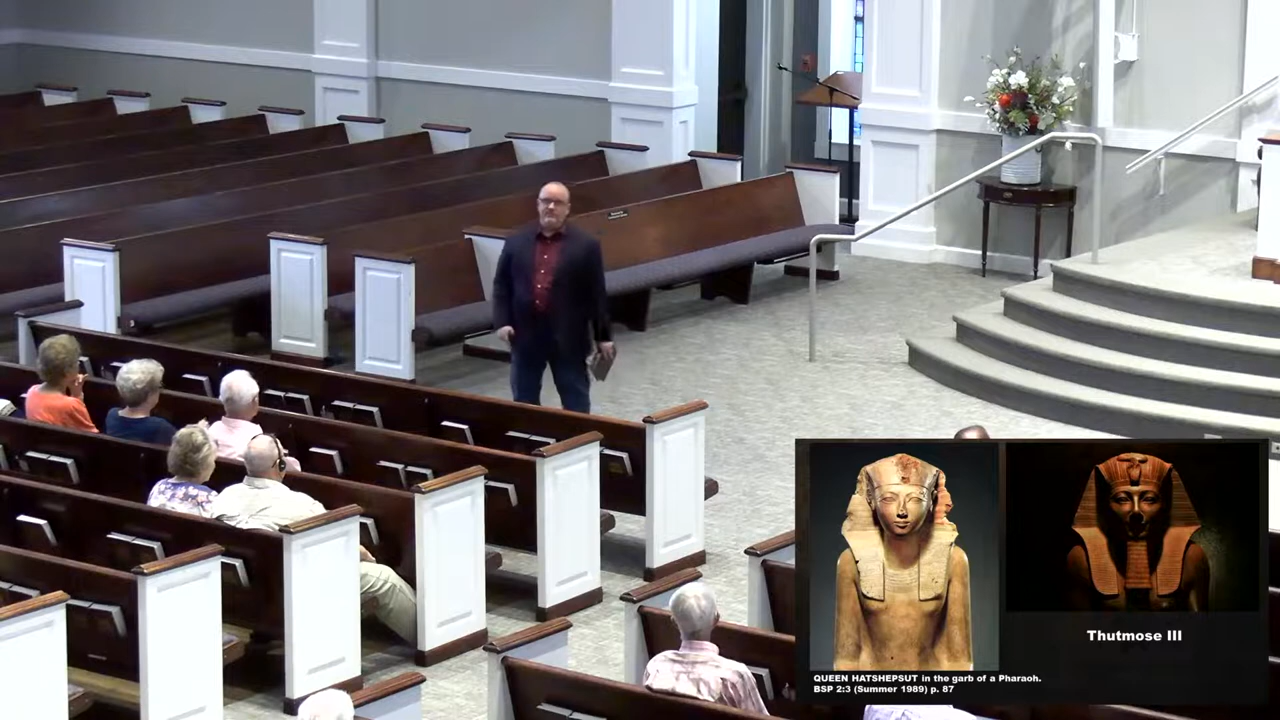 Thutmose III
QUEEN HATSHEPSUT in the garb of a Pharaoh.
BSP 2:3 (Summer 1989) p. 87